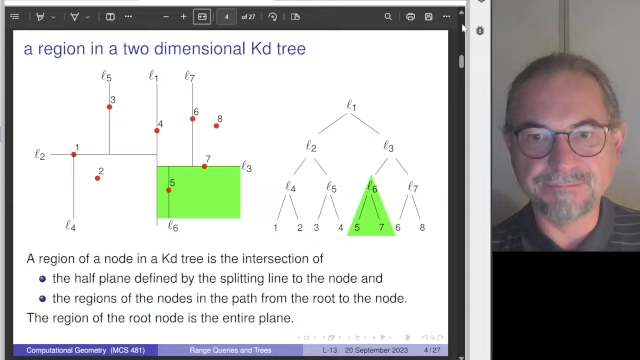 4 of 27
a region in a two dimensional Kd tree
ℓ5 ℓ1 ℓ7
3
6
8
4
ℓ2 1
7 ℓ3
2
5
ℓ4 ℓ6
ℓ1
ℓ2 ℓ3
ℓ4 ℓ5 ℓ6 ℓ7
1 2 3 4 5 7 6 8
A region of a node in a Kd tree is the intersection of
the half plane defined by the splitting line to the node and
the regions of the nodes in the path from the root to the node.
The region of the root node is the entire plane.
Computational Geometry (MCS 481) Range Queries and Trees L-13 20 September 2023 4 / 27